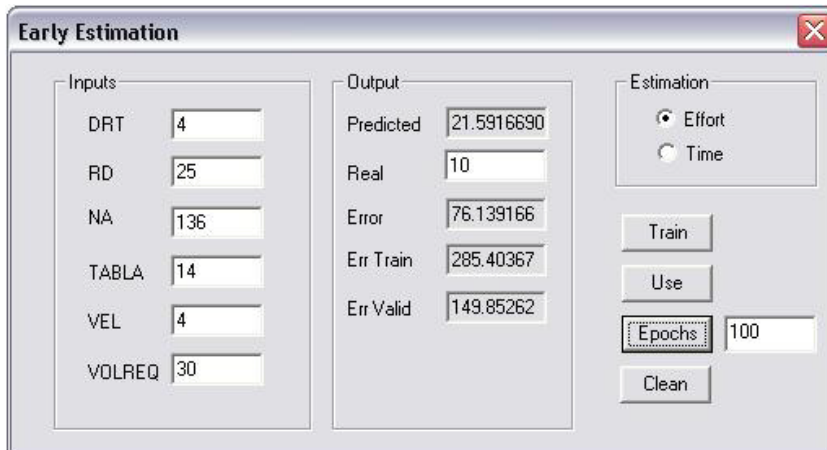 Early Estimation
Inputs
DRT 4
RD 25
NA 136
TABLA 14
VEL 4
VOLREQ 30
Output
Predicted 21.5916690
Real 10
Error 76.139166
Err Train 285.40367
Err Valid 149.85262
Estimation
Effort
Time
Train
Use
Epochs 100
Clean